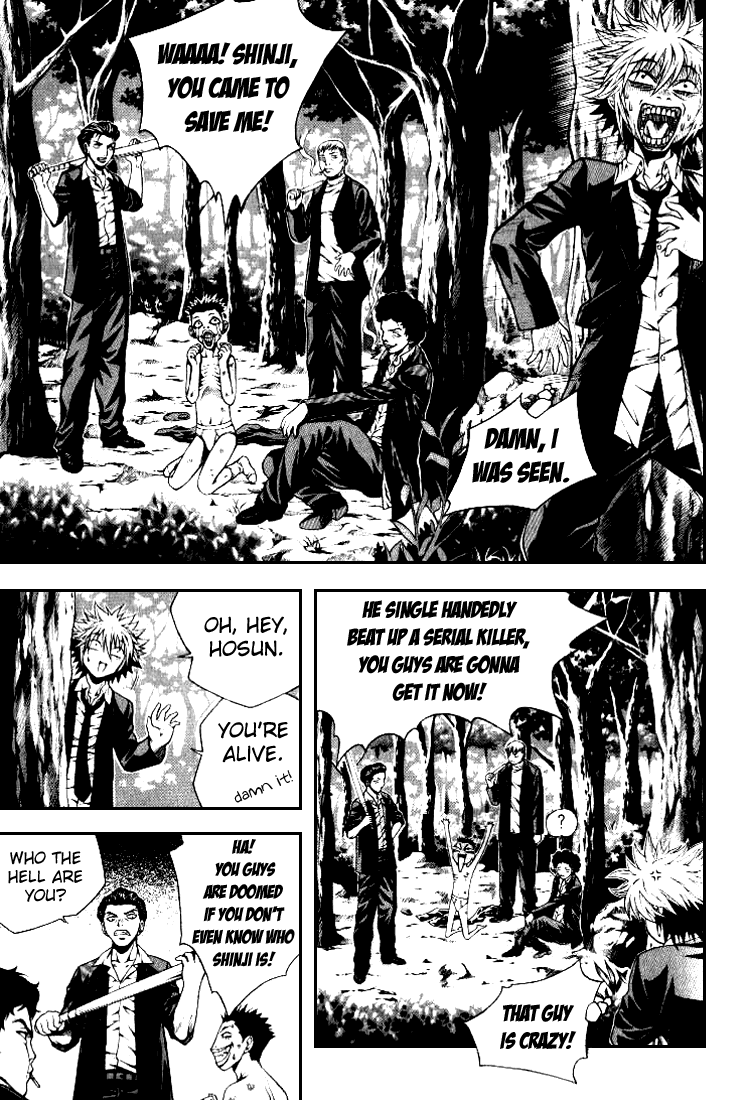 WAAAA! SHINJI,
YOU CAME TO
SAVE ME!
DAMN, I
WAS SEEN.
OH, HEY,
HOSUN.
YOU'RE
ALIVE.
damn it!
HE SINGLE HANDEDLY
BEAT UP A SERIAL KILLER,
YOU GUYS ARE GONNA
GET IT NOW!
?
THAT GUY
IS CRAZY!
WHO THE
HELL ARE
YOU?
HA!
YOU GUYS
ARE DOOMED
IF YOU DON'T
EVEN KNOW WHO
SHINJI IS!